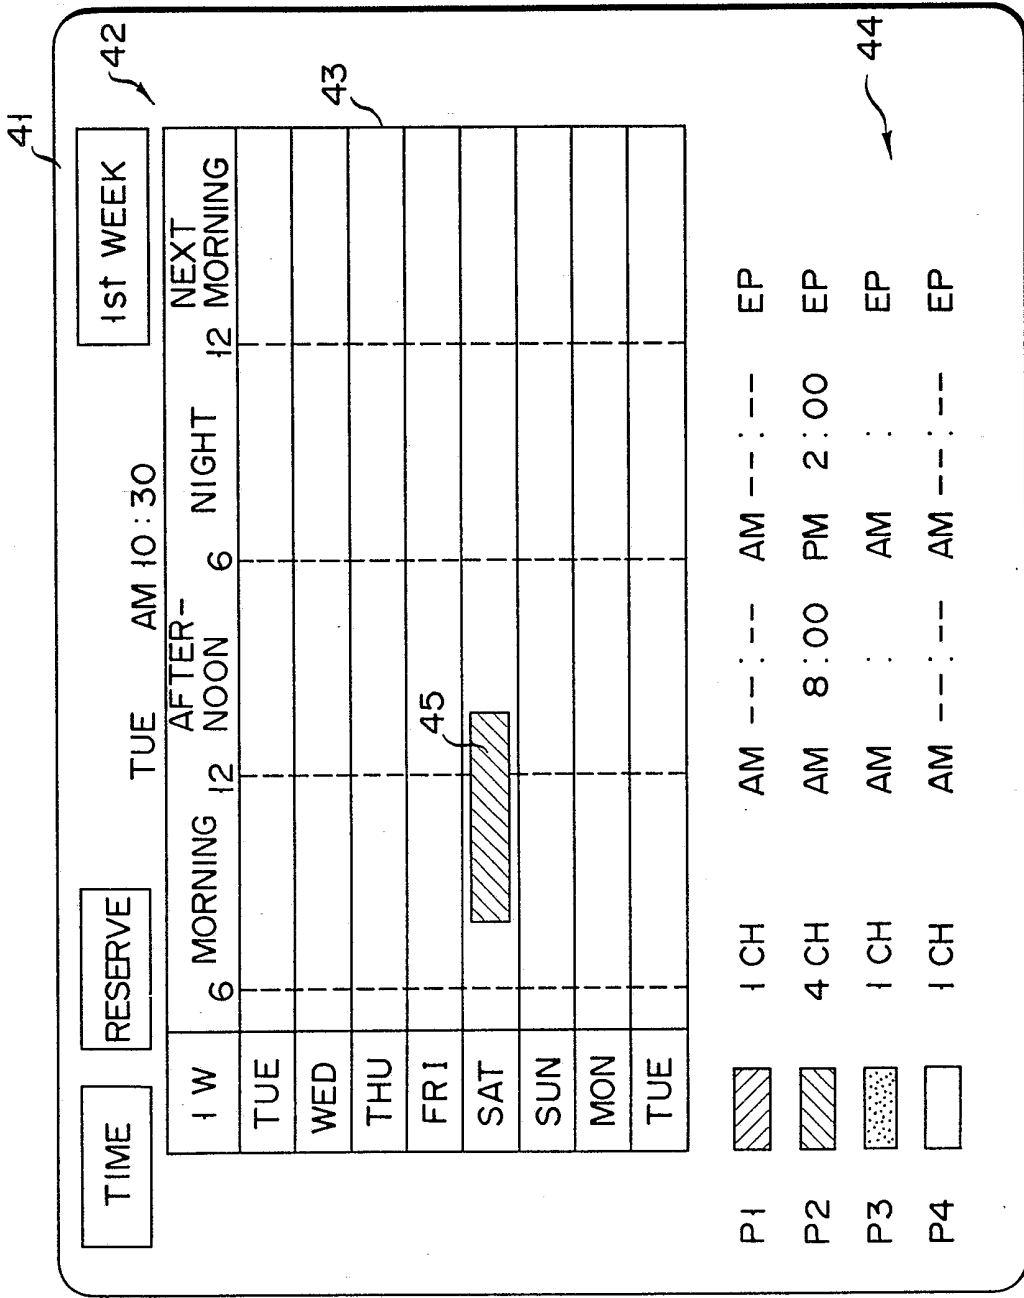 41
TIME RESERVE TUE AM 10:30 1st WEEK
42
1 W 6 MORNING 12 AFTER-NOON 6 NIGHT 12 NEXT MORNING
43
TUE
WED
THU
FRI
SAT
45
SUN
MON
TUE
P1 1 CH AM --:-- AM --:-- EP
P2 4 CH AM 8:00 PM 2:00 EP
P3 1 CH AM : AM : EP
P4 1 CH AM --:-- AM --:-- EP
44